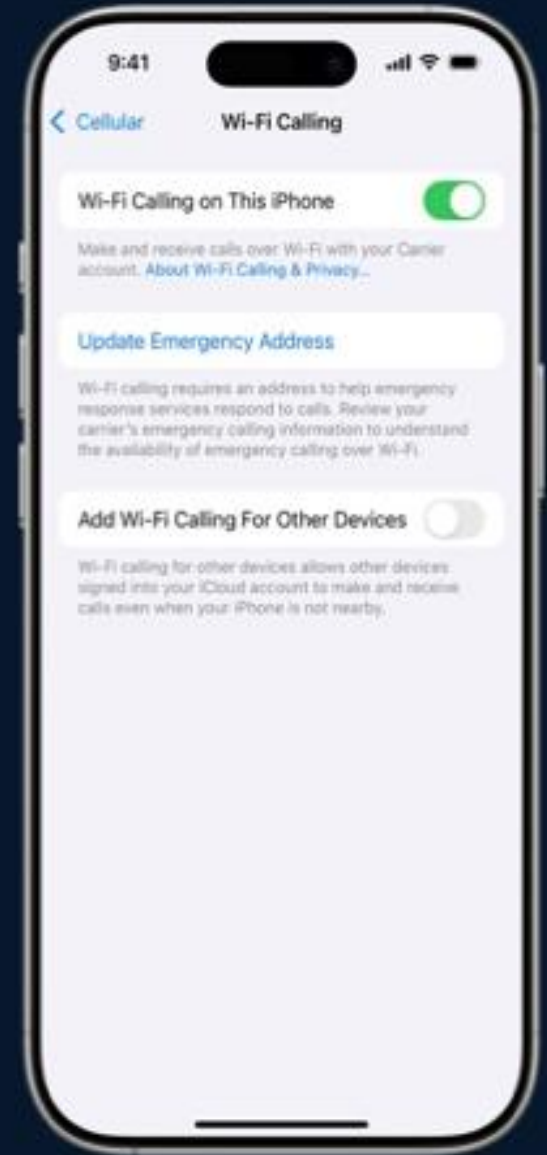 9:41
Cellular
Wi-Fi Calling
Wi-Fi Calling on This iPhone
Make and receive calls over Wi-Fi with your Carrier
account. About Wi-Fi Calling & Privacy...
Update Emergency Address
Wi-Fi calling requires an address to help emergency
response services respond to calls. Review your
carrier's emergency calling information to understand
the availability of emergency calling over Wi-Fi.
Add Wi-Fi Calling For Other Devices
Wi-Fi calling for other devices allows other devices
signed into your iCloud account to make and receive
calls even when your iPhone is not nearby.